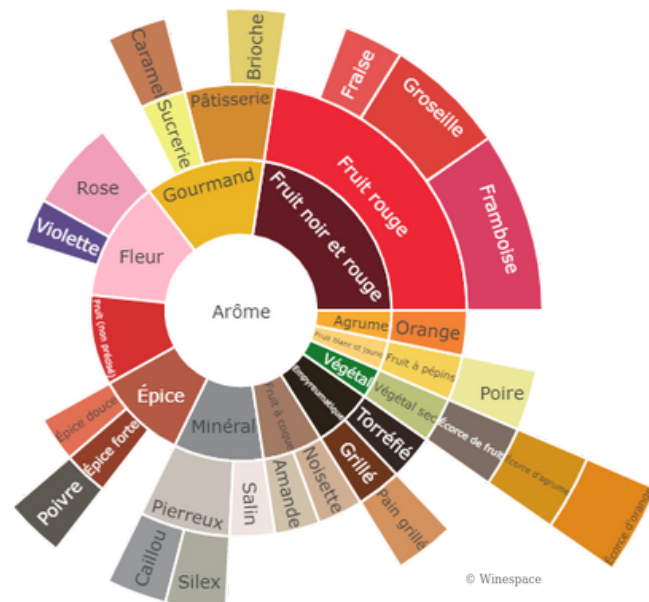 Caramel
Brioche
Sucrerie
Pâtisserie
Fraise
Groseille
Framboise
Fruit rouge
Rose
Violette
Gourmand
Fruit noir et rouge
Fleur
Arôme
Fruit (non précisé)
Agrume
Orange
Fruit blanc et jaune
Fruit à pépins
Poire
Végétal
Végétal sec
Écorce de fruit
Écorce d'agrume
Écorce d'orange
Empyreumatique
Torréfié
Grillé
Pain grillé
Fruit à coque
Noisette
Amande
Minéral
Salin
Pierreux
Silex
Caillou
Épice
Épice douce
Épice forte
Poivre
© Winespace